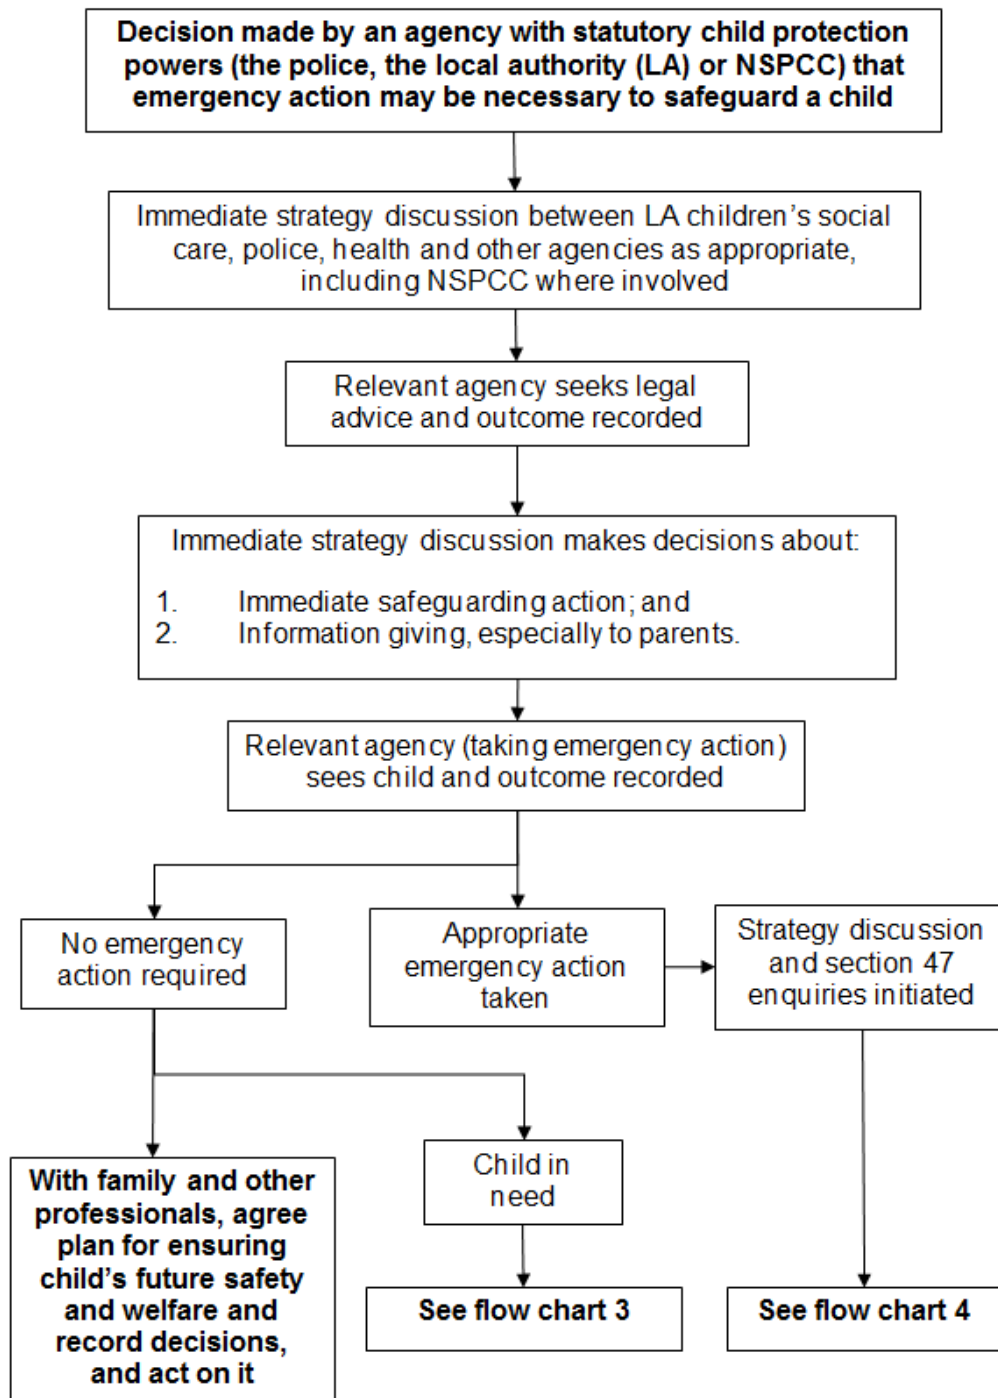 Decision made by an agency with statutory child protection
powers (the police, the local authority (LA) or NSPCC) that
emergency action may be necessary to safeguard a child
Immediate strategy discussion between LA children's social
care, police, health and other agencies as appropriate,
including NSPCC where involved
Relevant agency seeks legal
advice and outcome recorded
Immediate strategy discussion makes decisions about:
1. Immediate safeguarding action; and
2. Information giving, especially to parents.
Relevant agency (taking emergency action)
sees child and outcome recorded
No emergency
action required
Appropriate
emergency action
taken
Strategy discussion
and section 47
enquiries initiated
With family and other
professionals, agree
plan for ensuring
child's future safety
and welfare and
record decisions,
and act on it
Child in
need
See flow chart 3
See flow chart 4